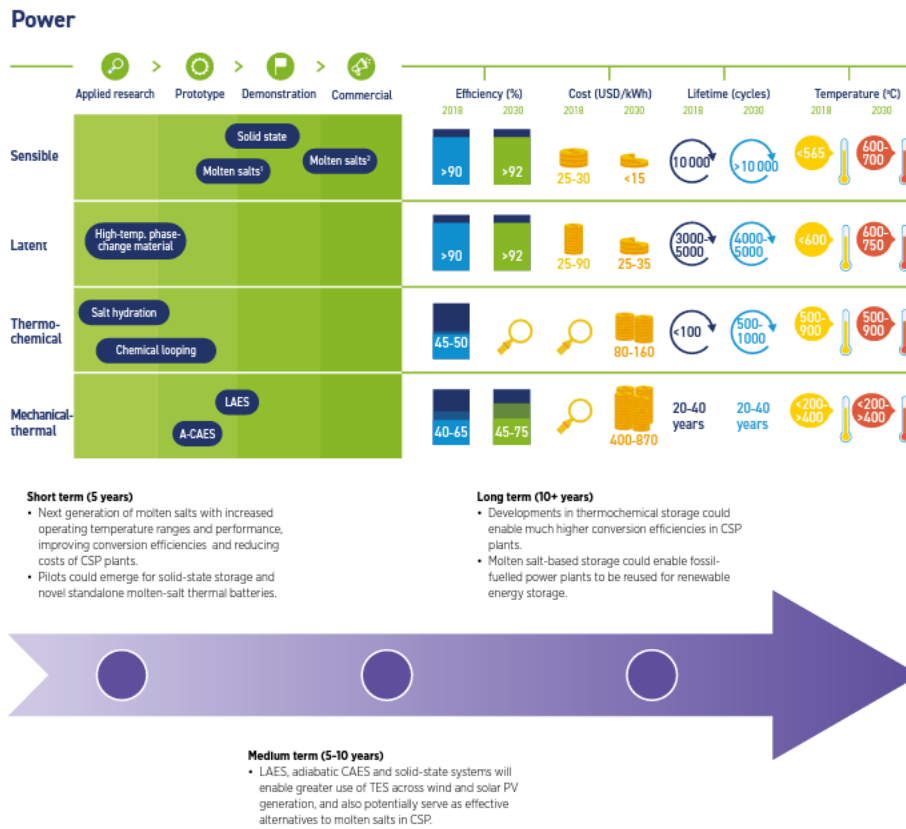 Power
Applied research > Prototype > Demonstration > Commercial
Efficiency (%) Cost (USD/kWh) Lifetime (cycles) Temperature (°C)
2018 2030 2018 2030 2018 2030 2018 2030
Sensible
Solid state
Molten salts¹
Molten salts²
>90 >92 25-30 <15 10 000 >10 000 <565 600-700
Latent
High-temp. phase-
change material
>90 >92 25-90 25-35 3000-5000 4000-5000 <600 600-750
Thermo-
chemical
Salt hydration
Chemical looping
45-50 80-160 <100 500-1000 500-900 500-900
Mechanical-
thermal
LAES
A-CAES
40-65 45-75 400-870 20-40 years 20-40 years <200->400 <200->400
Short term (5 years)
• Next generation of molten salts with increased
operating temperature ranges and performance,
improving conversion efficiencies and reducing
costs of CSP plants.
• Pilots could emerge for solid-state storage and
novel standalone molten-salt thermal batteries.
Long term (10+ years)
• Developments in thermochemical storage could
enable much higher conversion efficiencies in CSP
plants.
• Molten salt-based storage could enable fossil-
fuelled power plants to be reused for renewable
energy storage.
Medium term (5-10 years)
• LAES, adiabatic CAES and solid-state systems will
enable greater use of TES across wind and solar PV
generation, and also potentially serve as effective
alternatives to molten salts in CSP.